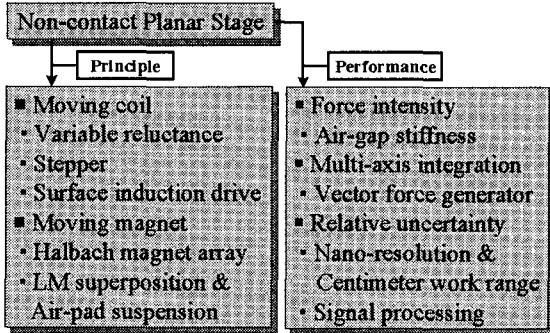 Non-contact Planar Stage
Principle
Performance
▪ Moving coil
· Variable reluctance
· Stepper
· Surface induction drive
▪ Moving magnet
· Halbach magnet array
· LM superposition &
Air-pad suspension
▪ Force intensity
· Air-gap stiffness
▪ Multi-axis integration
· Vector force generator
▪ Relative uncertainty
· Nano-resolution &
Centimeter work range
· Signal processing